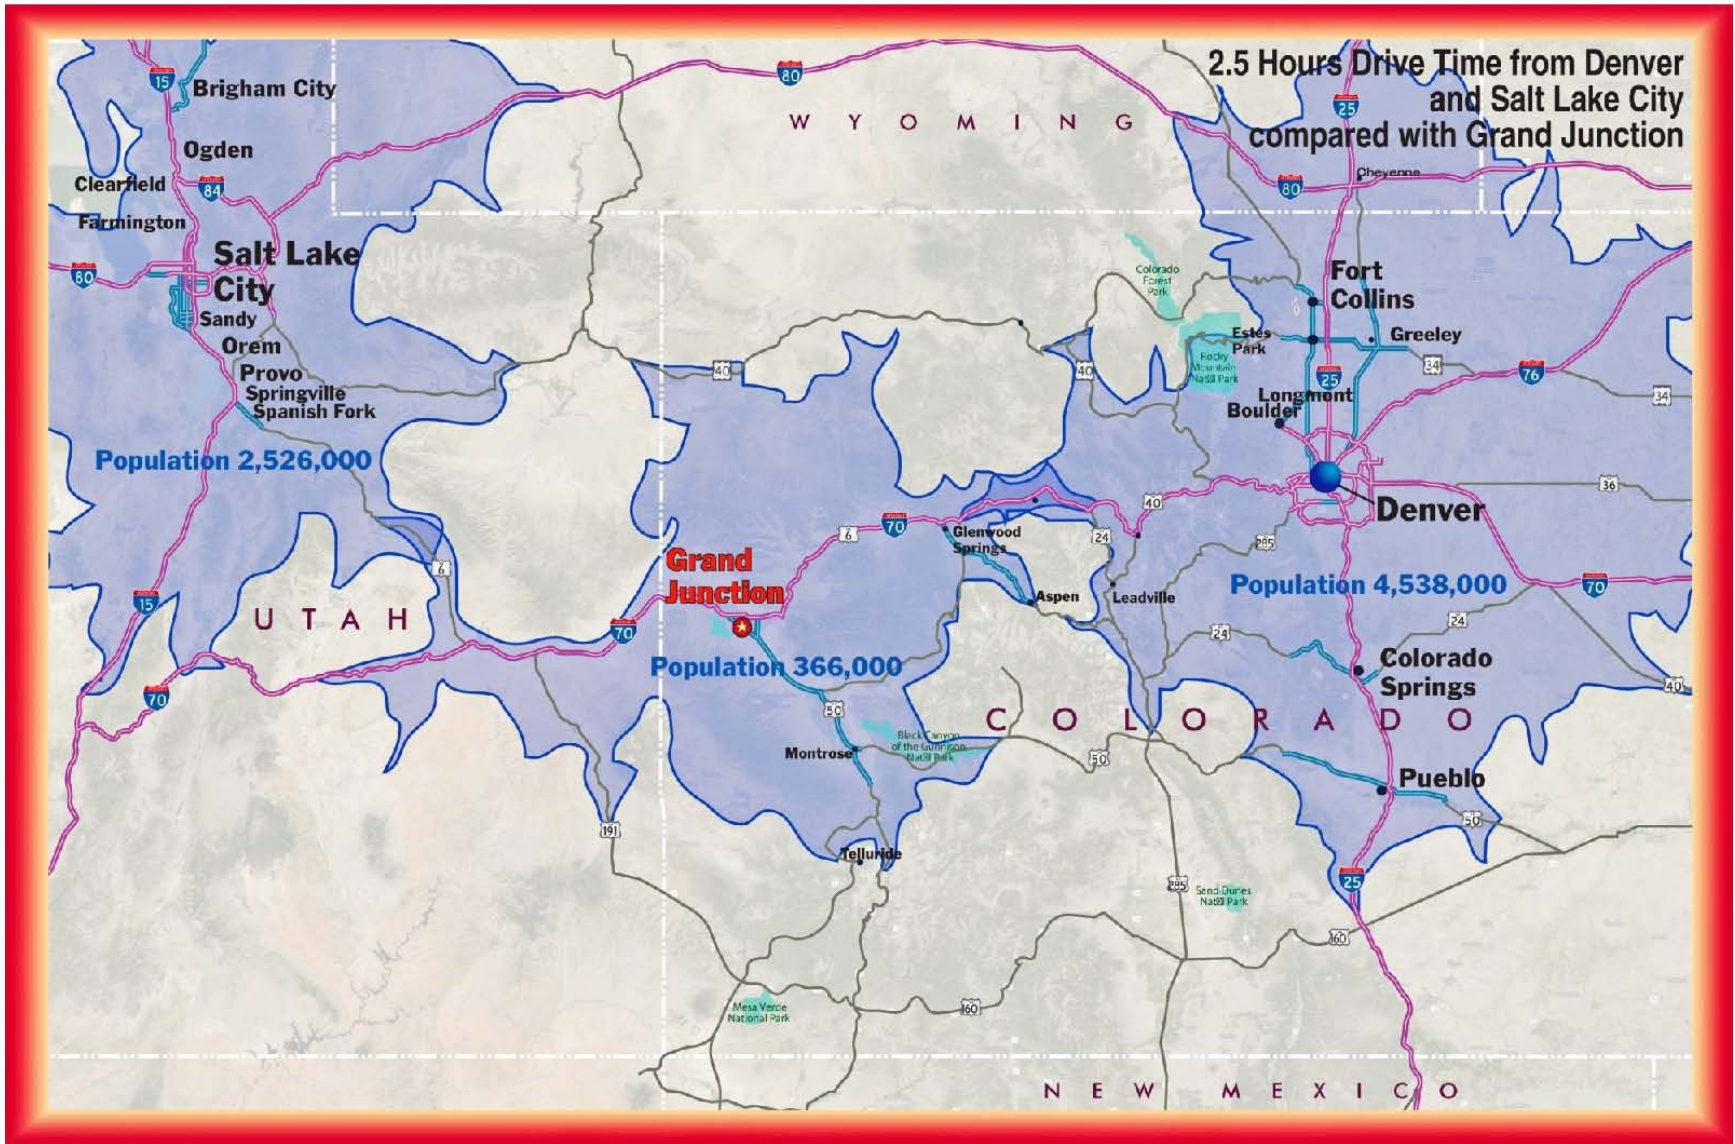 2.5 Hours Drive Time from Denver
and Salt Lake City
compared with Grand Junction
15
Brigham City
80
25
W Y O M I N G
Ogden
Clearfield
84
80
Cheyenne
Farmington
Salt Lake
City
80
Sandy
Colorado
Forest
Park
Fort
Collins
Orem
Provo
Springville
Spanish Fork
Estes
Park
Greeley
Rocky
Mountain
Nat'l Park
40
40
34
25
76
34
Longmont
Boulder
Population 2,526,000
36
Denver
40
70
6
Glenwood
Springs
24
285
Grand
Junction
6
Population 4,538,000
70
15
Aspen
Leadville
U T A H
70
24
24
Population 366,000
Colorado
Springs
40
70
50
C O L O R A D O
Black Canyon
of the Gunnison
Nat'l Park
Montrose
50
Pueblo
50
191
Telluride
285
Sand Dunes
Nat'l Park
25
160
Mesa Verde
National Park
160
N E W M E X I C O